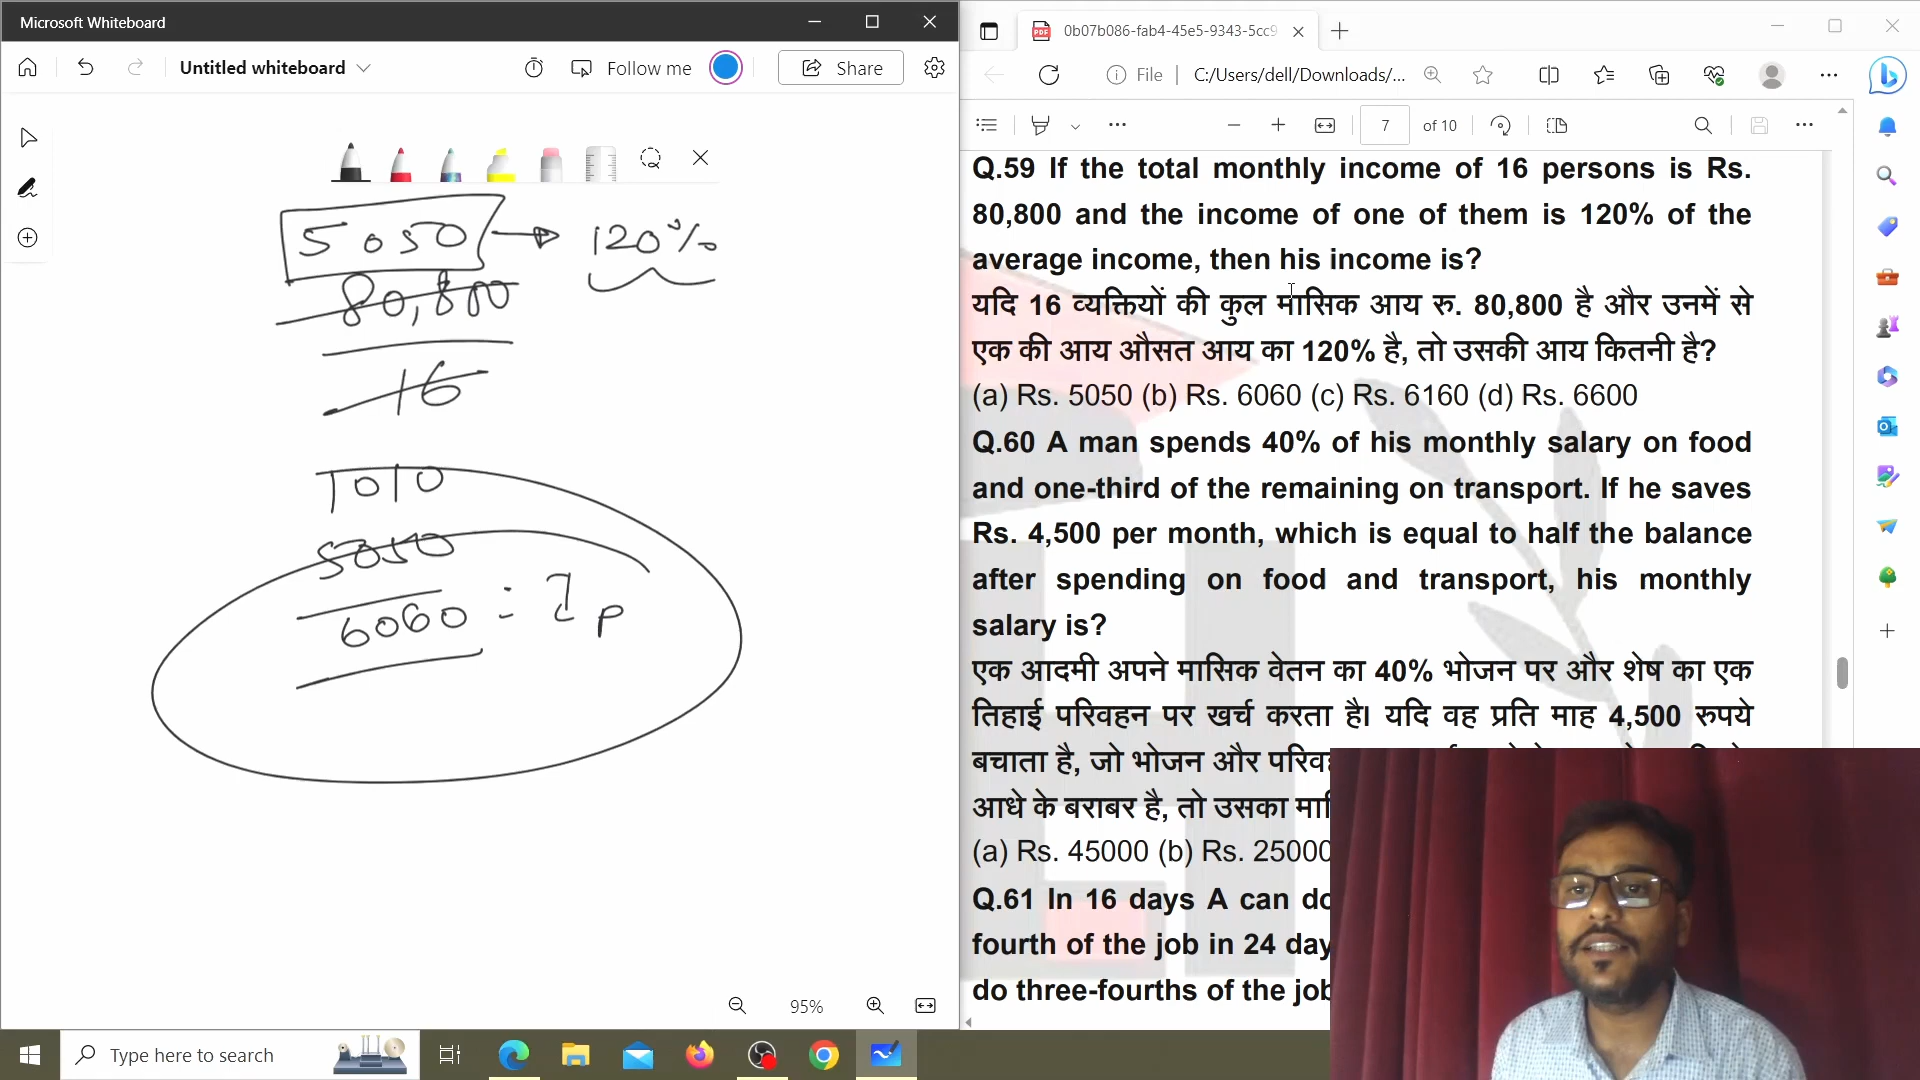 Microsoft Whiteboard
Untitled whiteboard
Follow me
Share
5050 → 120%
80,800
16
1010
5050
6060 = I p
95%
0b07b086-fab4-45e5-9343-5cc9
File
C:/Users/dell/Downloads/...
7 of 10
Q.59 If the total monthly income of 16 persons is Rs.
80,800 and the income of one of them is 120% of the
average income, then his income is?
यदि 16 व्यक्तियों की कुल मासिक आय रु. 80,800 है और उनमें से
एक की आय औसत आय का 120% है, तो उसकी आय कितनी है?
(a) Rs. 5050 (b) Rs. 6060 (c) Rs. 6160 (d) Rs. 6600
Q.60 A man spends 40% of his monthly salary on food
and one-third of the remaining on transport. If he saves
Rs. 4,500 per month, which is equal to half the balance
after spending on food and transport, his monthly
salary is?
एक आदमी अपने मासिक वेतन का 40% भोजन पर और शेष का एक
तिहाई परिवहन पर खर्च करता है। यदि वह प्रति माह 4,500 रुपये
बचाता है, जो भोजन और
आधे के बराबर है, तो उसका
(a) Rs. 45000 (b) Rs. 25000
Q.61 In 16 days A can do
fourth of the job in 24
do three-fourths of the job
Type here to search